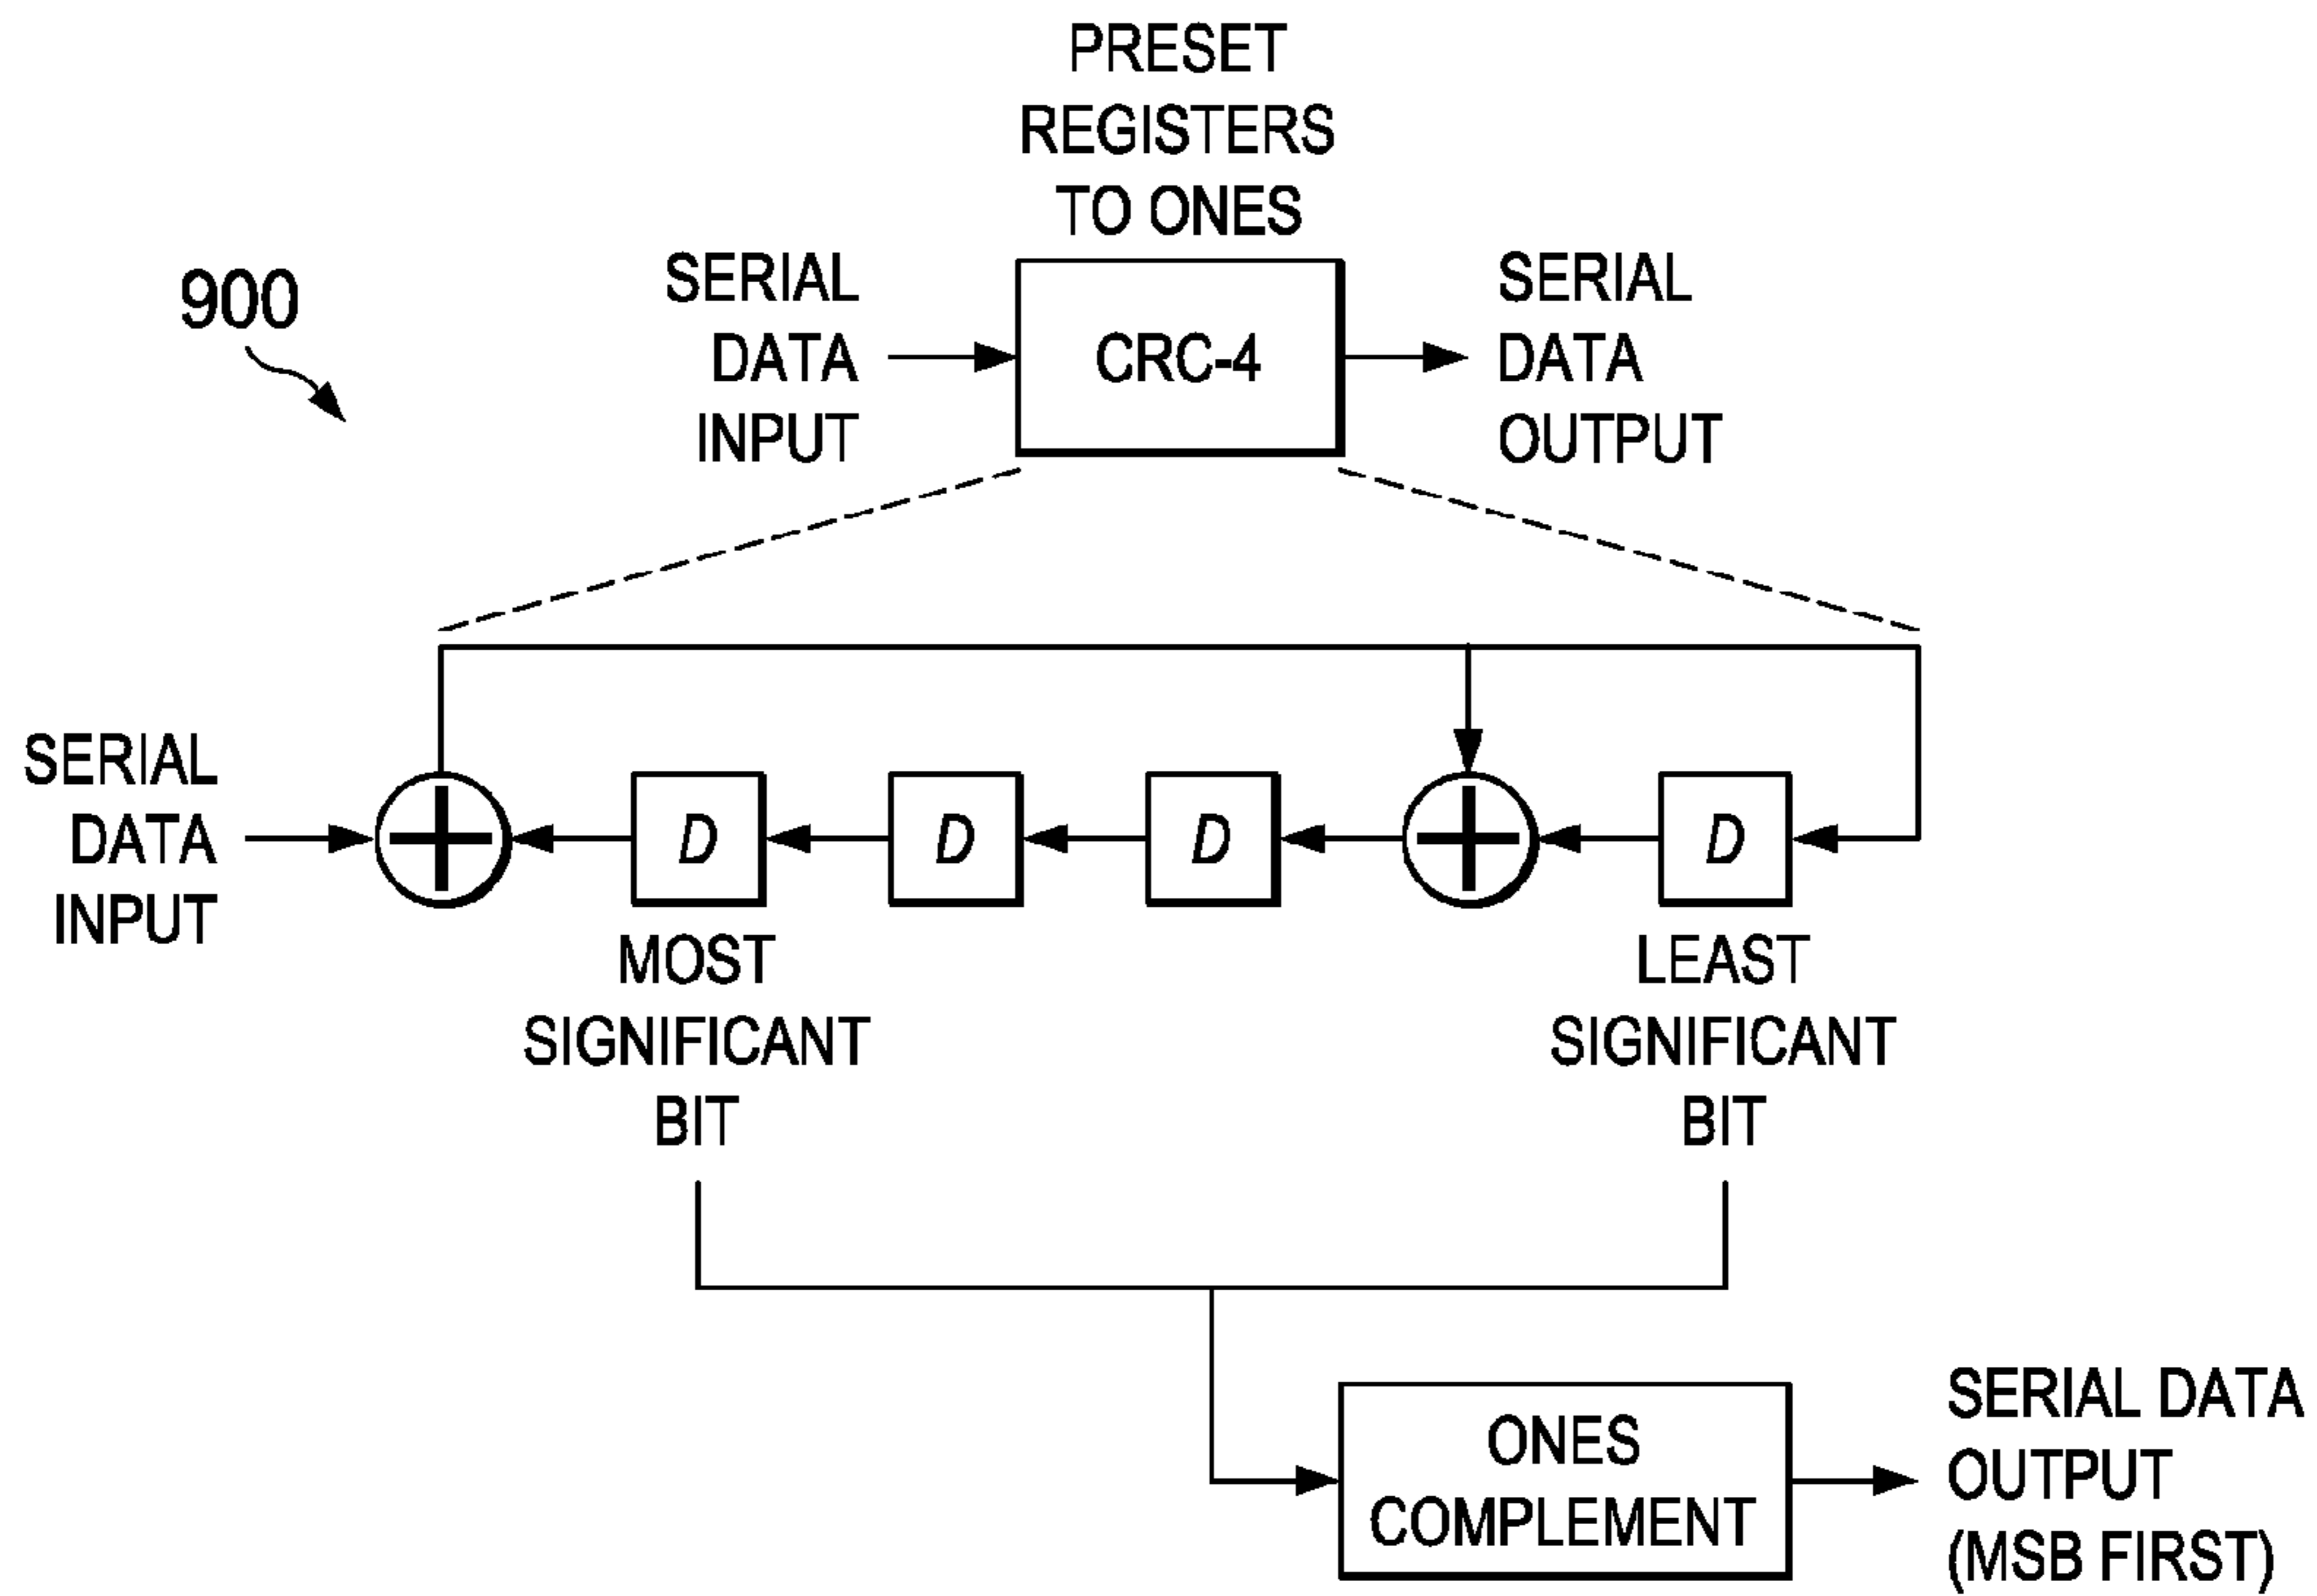 PRESET
REGISTERS
TO ONES
900
SERIAL
DATA
INPUT
CRC-4
SERIAL
DATA
OUTPUT
SERIAL
DATA
INPUT
D
D
D
D
MOST
SIGNIFICANT
BIT
LEAST
SIGNIFICANT
BIT
ONES
COMPLEMENT
SERIAL DATA
OUTPUT
(MSB FIRST)